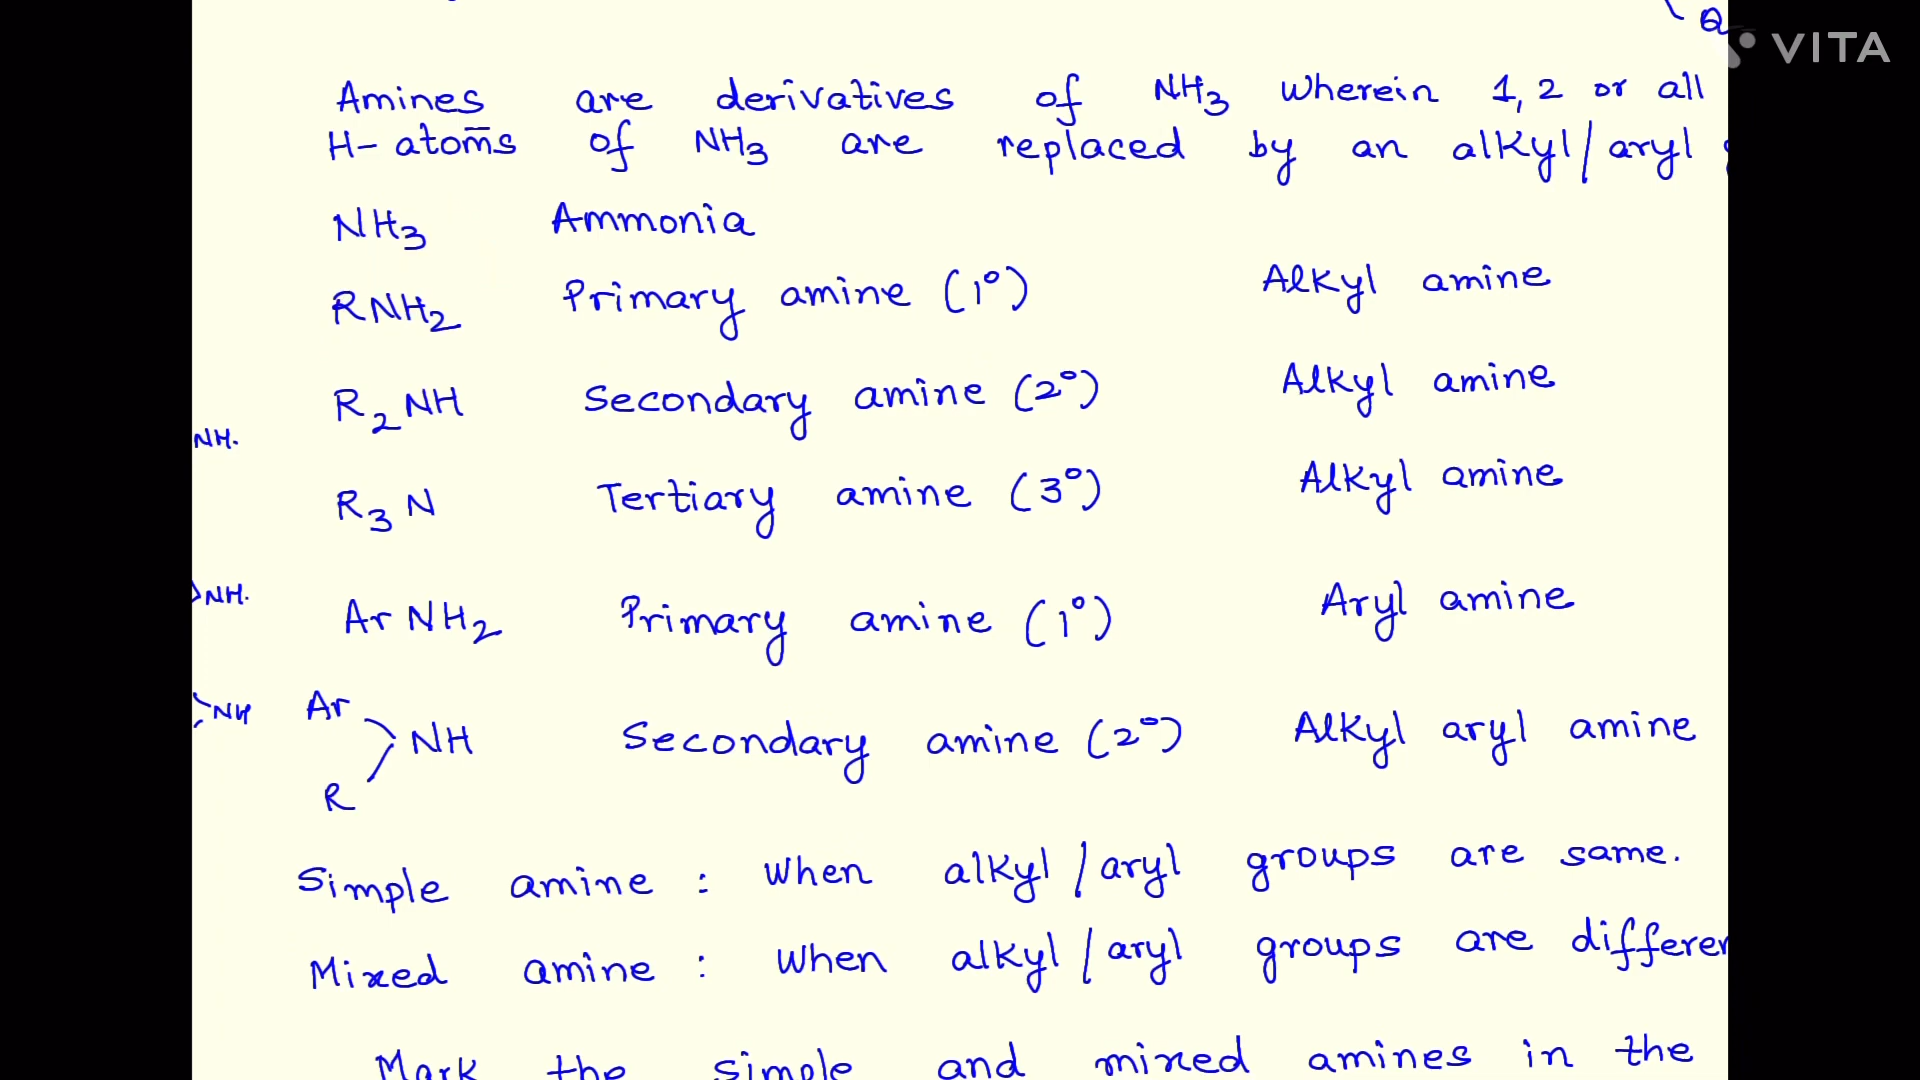 VITA
Amines are derivatives of NH3 wherein 1, 2 or all
H-atoms of NH3 are replaced by an alkyl/aryl
NH3 Ammonia
RNH2 Primary amine (1°) Alkyl amine
R2NH Secondary amine (2°) Alkyl amine
NH.
R3N Tertiary amine (3°) Alkyl amine
NH.
ArNH2 Primary amine (1°) Aryl amine
NH
Ar
NH Secondary amine (2°) Alkyl aryl amine
R
Simple amine : When alkyl/aryl groups are same.
Mixed amine : When alkyl/aryl groups are differen
Mark the simple and mixed amines in the